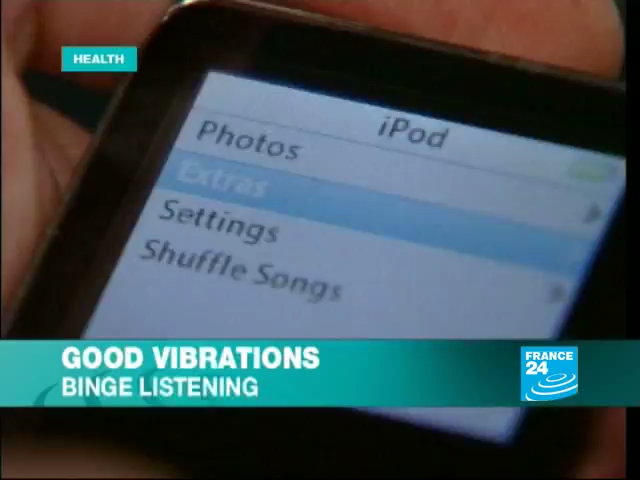 HEALTH
iPod
Photos
Extras
Settings
Shuffle Songs
GOOD VIBRATIONS
BINGE LISTENING
FRANCE
24